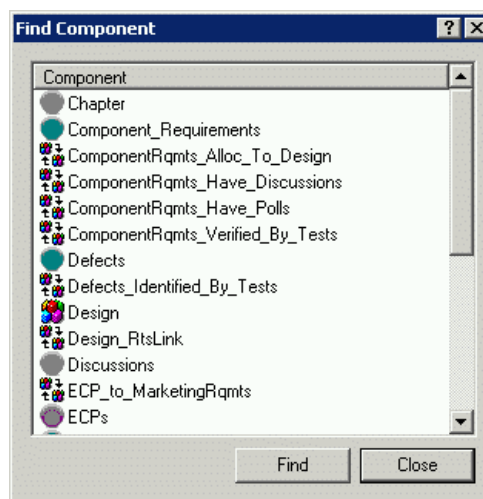 Find Component
Component
Chapter
Component_Requirements
ComponentRqmts_Alloc_To_Design
ComponentRqmts_Have_Discussions
ComponentRqmts_Have_Polls
ComponentRqmts_Verified_By_Tests
Defects
Defects_Identified_By_Tests
Design
Design_RtsLink
Discussions
ECP_to_MarketingRqmts
ECPs
Find Close